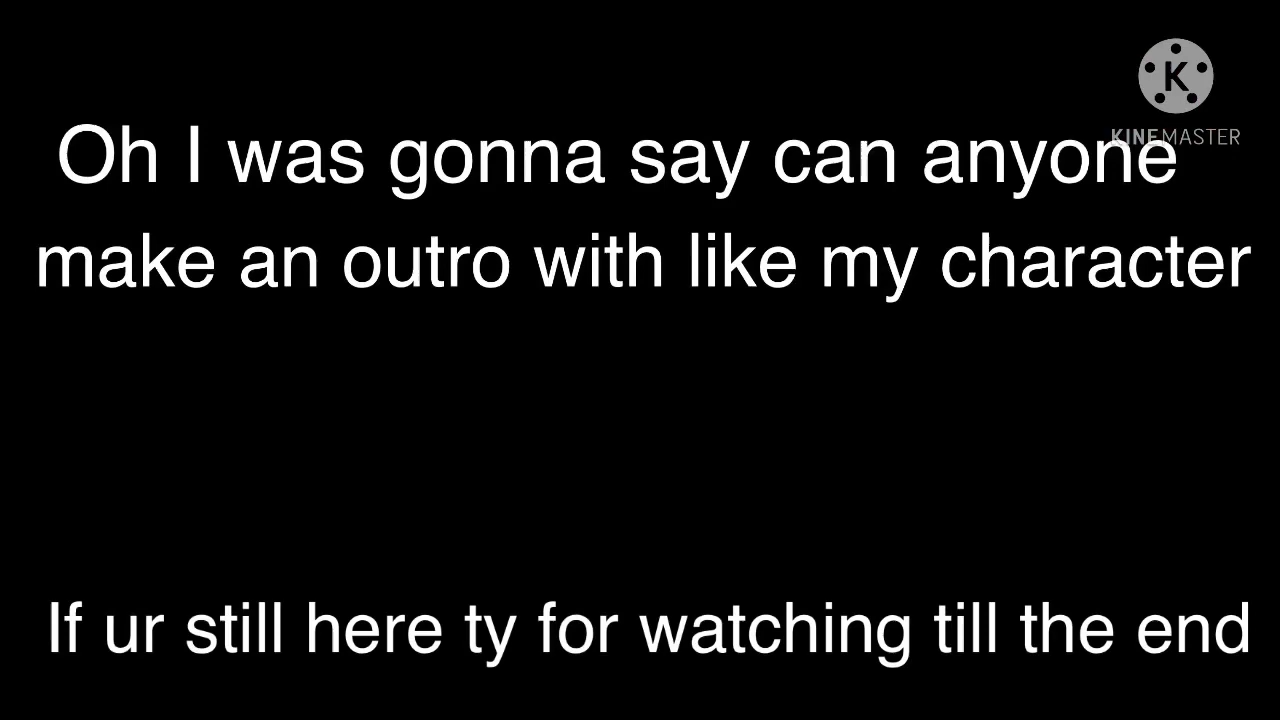 K
KINEMASTER
Oh I was gonna say can anyone
make an outro with like my character
If ur still here ty for watching till the end